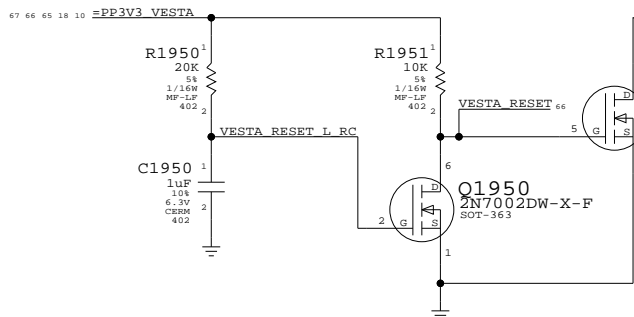 67 66 65 18 10 =PP3V3_VESTA
R1950 1
20K
5%
1/16W
MF-LF
402
2
R1951 1
10K
5%
1/16W
MF-LF
402
2
VESTA_RESET 66
VESTA_RESET_L_RC
5 G D S
C1950 1
1uF
10%
6.3V
CERM
402
2
6
2 G D S
1
Q1950
2N7002DW-X-F
SOT-363